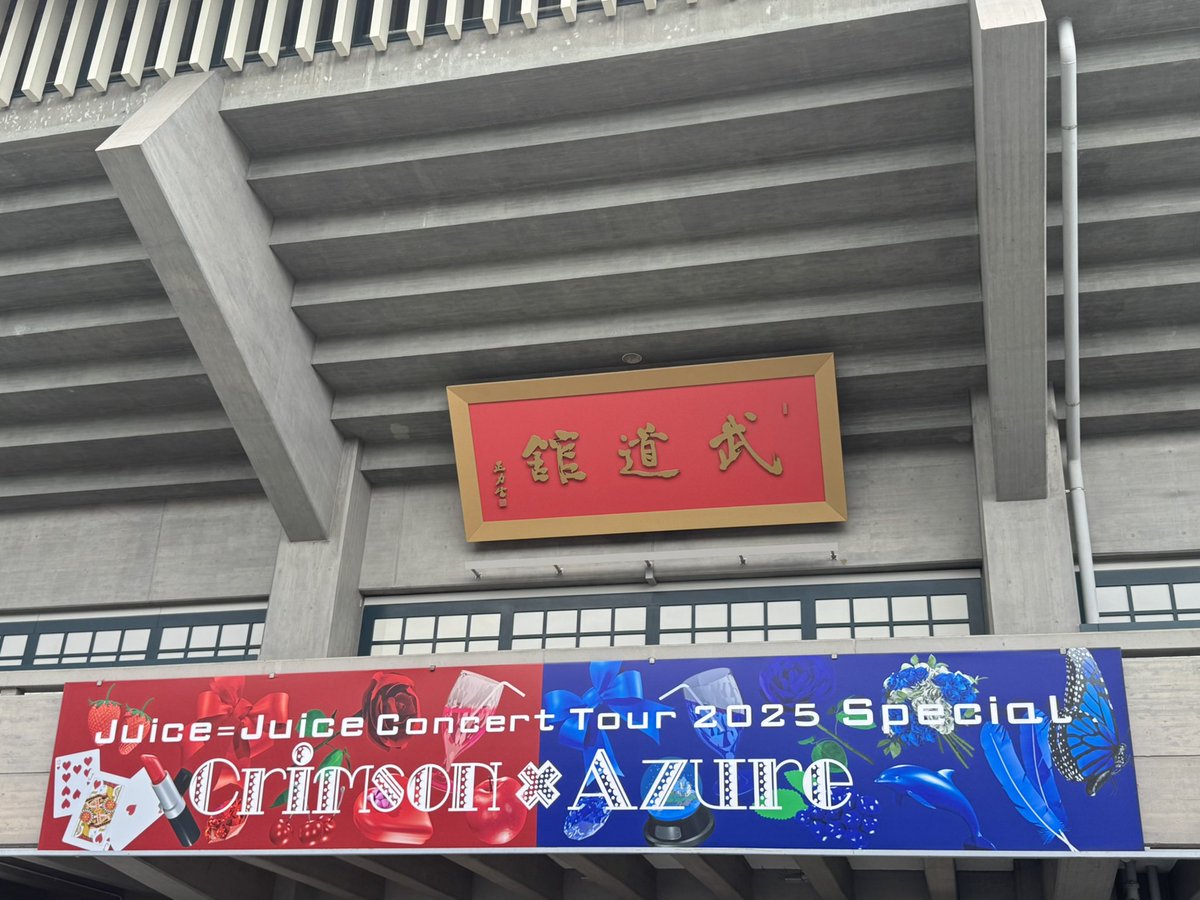 武道館
Juice=Juice Concert Tour 2025 Special
Crimson×Azure